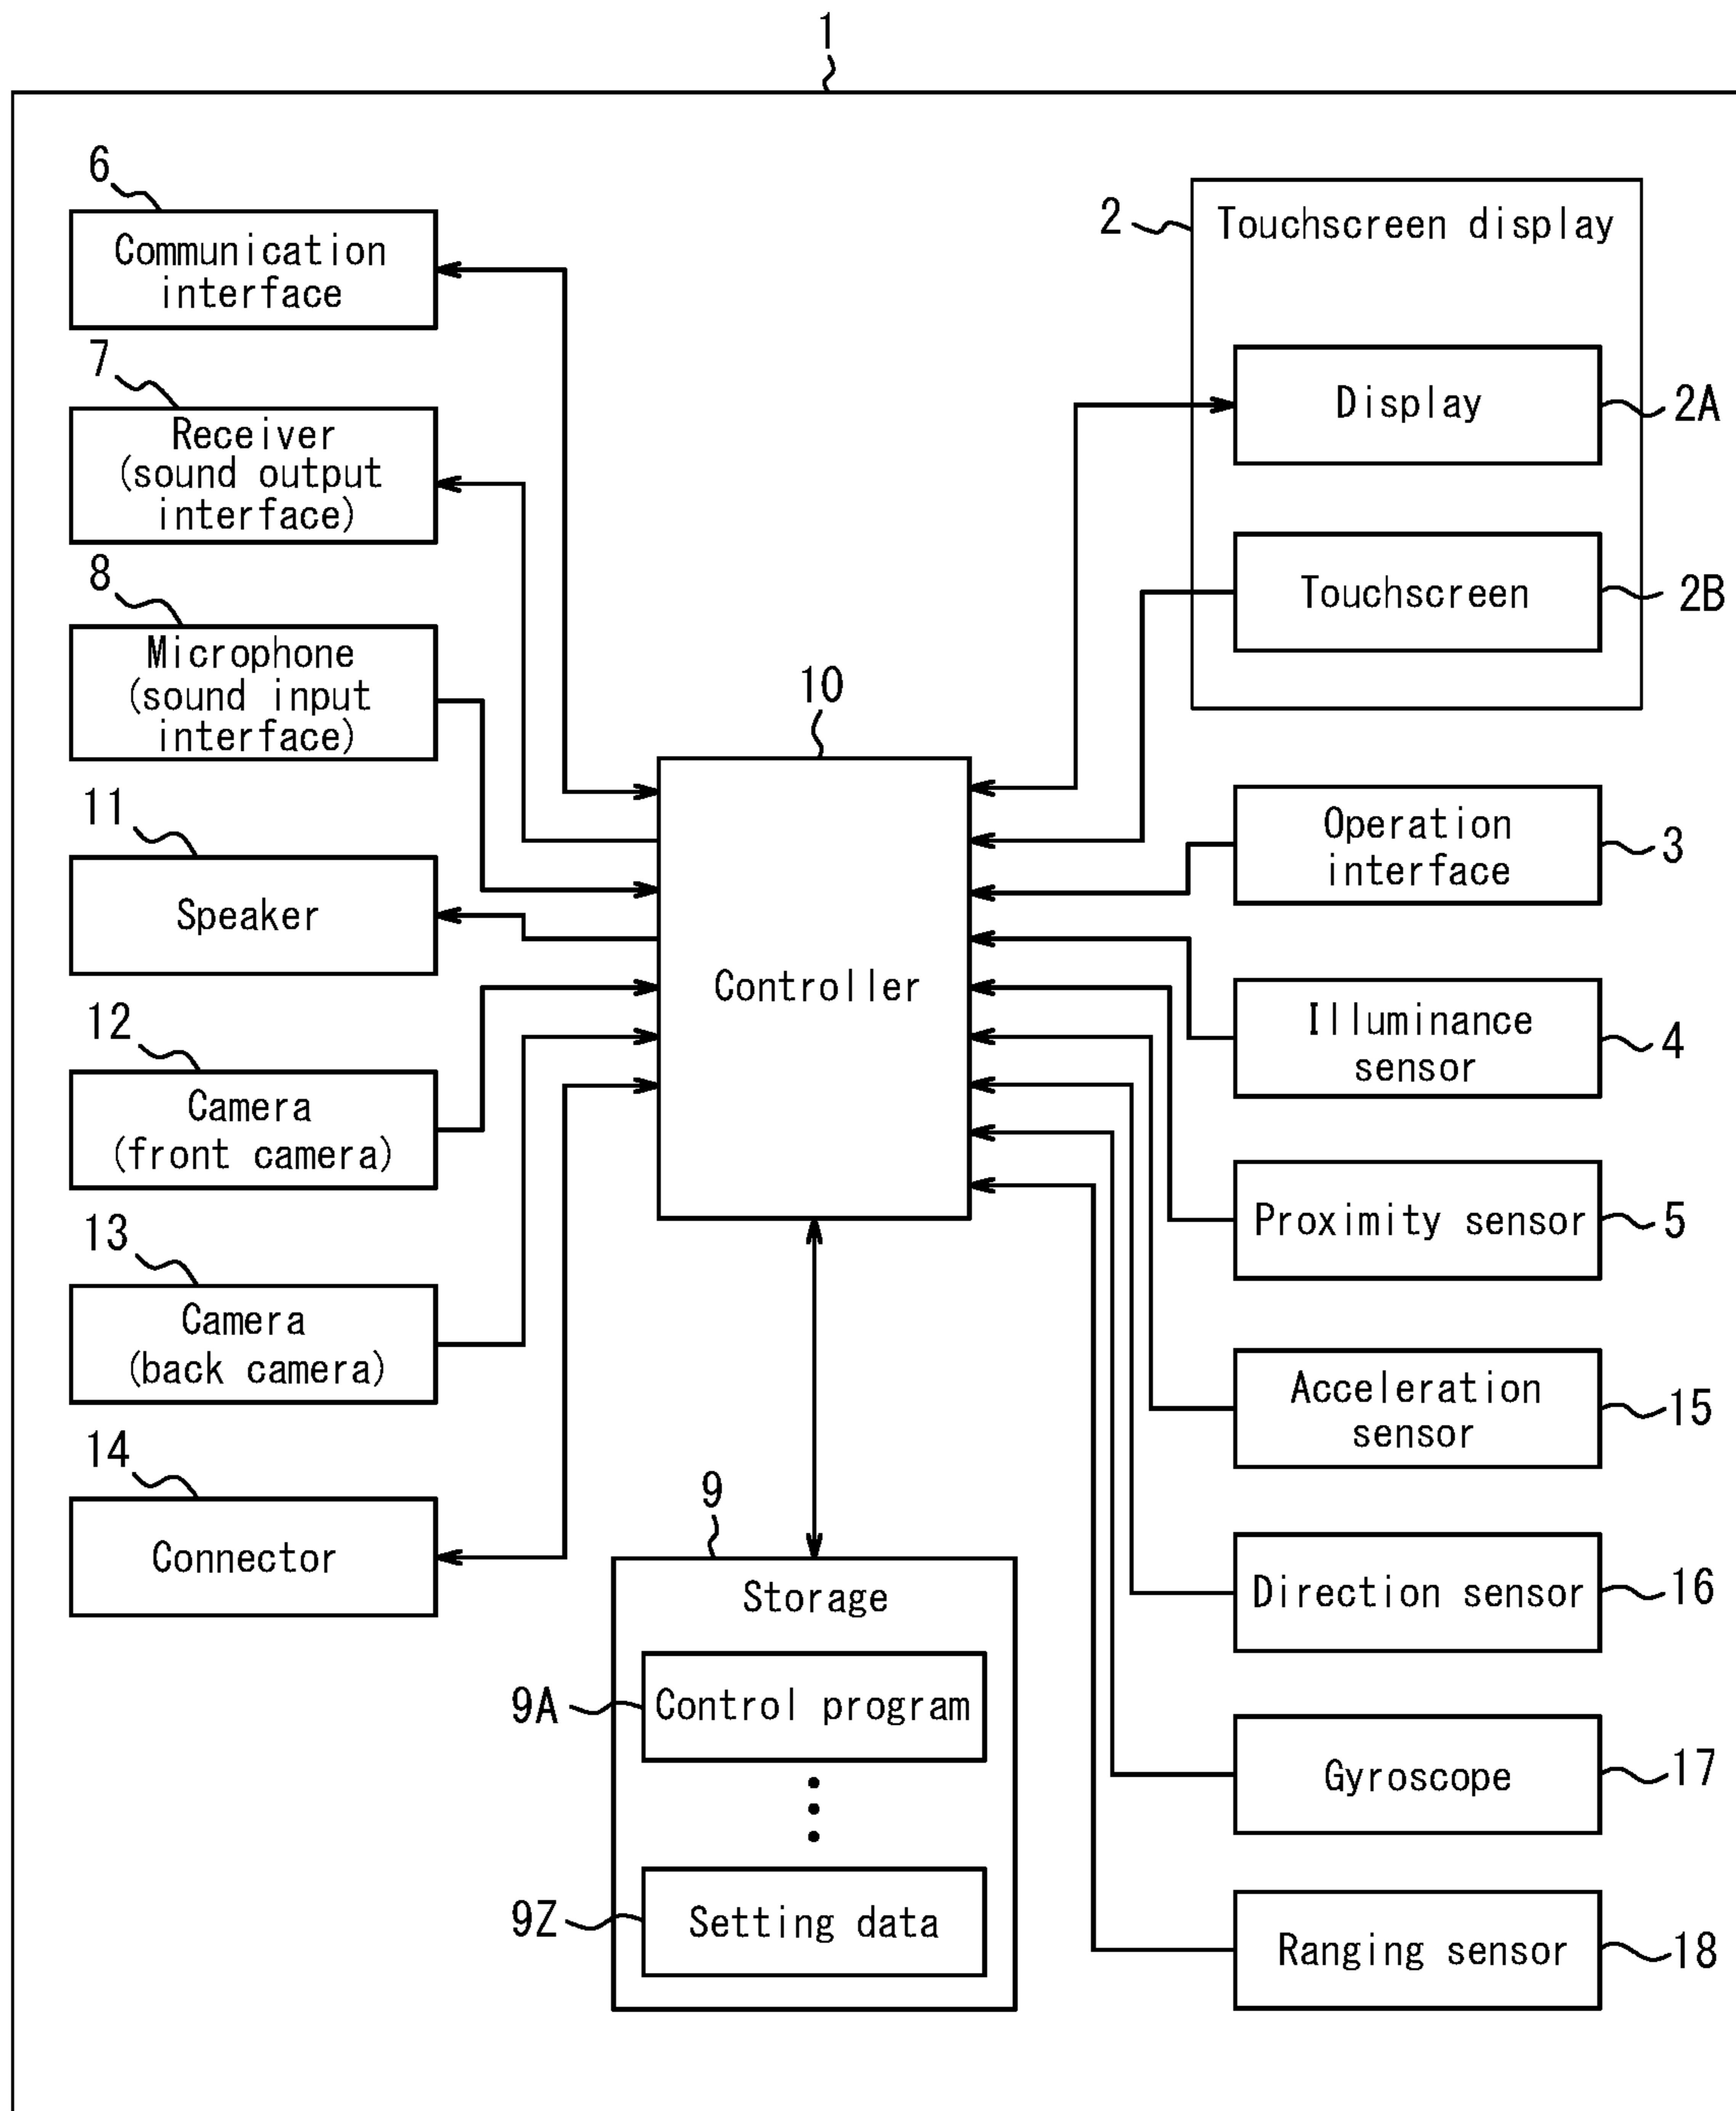 1
6
Communication
interface
7
Receiver
(sound output
interface)
8
Microphone
(sound input
interface)
11
Speaker
12
Camera
(front camera)
13
Camera
(back camera)
14
Connector
10
Controller
9
Storage
9A
Control program
9Z
Setting data
2
Touchscreen display
Display
2A
Touchscreen
2B
Operation
interface
3
Illuminance
sensor
4
Proximity sensor
5
Acceleration
sensor
15
Direction sensor
16
Gyroscope
17
Ranging sensor
18